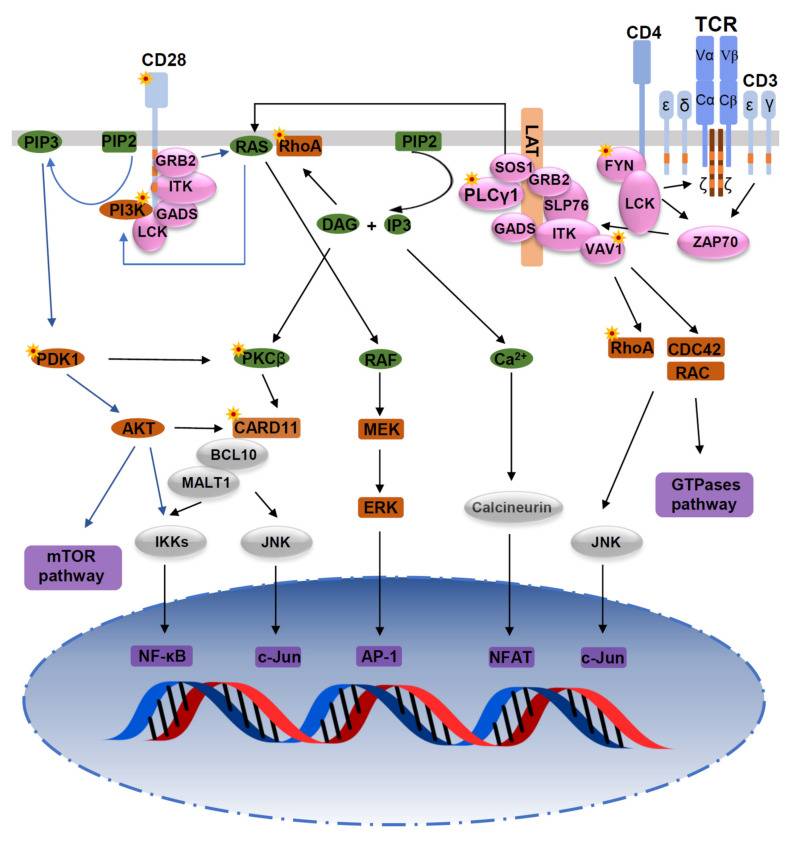 TCR
CD4
CD28
Vα
Vβ
CD3
ε
δ
Cα
Cβ
ε
γ
PIP3
PIP2
RAS
RhoA
PIP2
LAT
GRB2
ITK
PI3K
GADS
LCK
SOS1
GRB2
PLCγ1
SLP76
GADS
ITK
VAV1
FYN
LCK
ζ
ζ
ZAP70
DAG
+
IP3
PDK1
PKCβ
RAF
Ca²⁺
RhoA
CDC42
RAC
AKT
CARD11
MEK
BCL10
MALT1
ERK
Calcineurin
GTPases
pathway
IKKs
JNK
JNK
mTOR
pathway
NF-κB
c-Jun
AP-1
NFAT
c-Jun